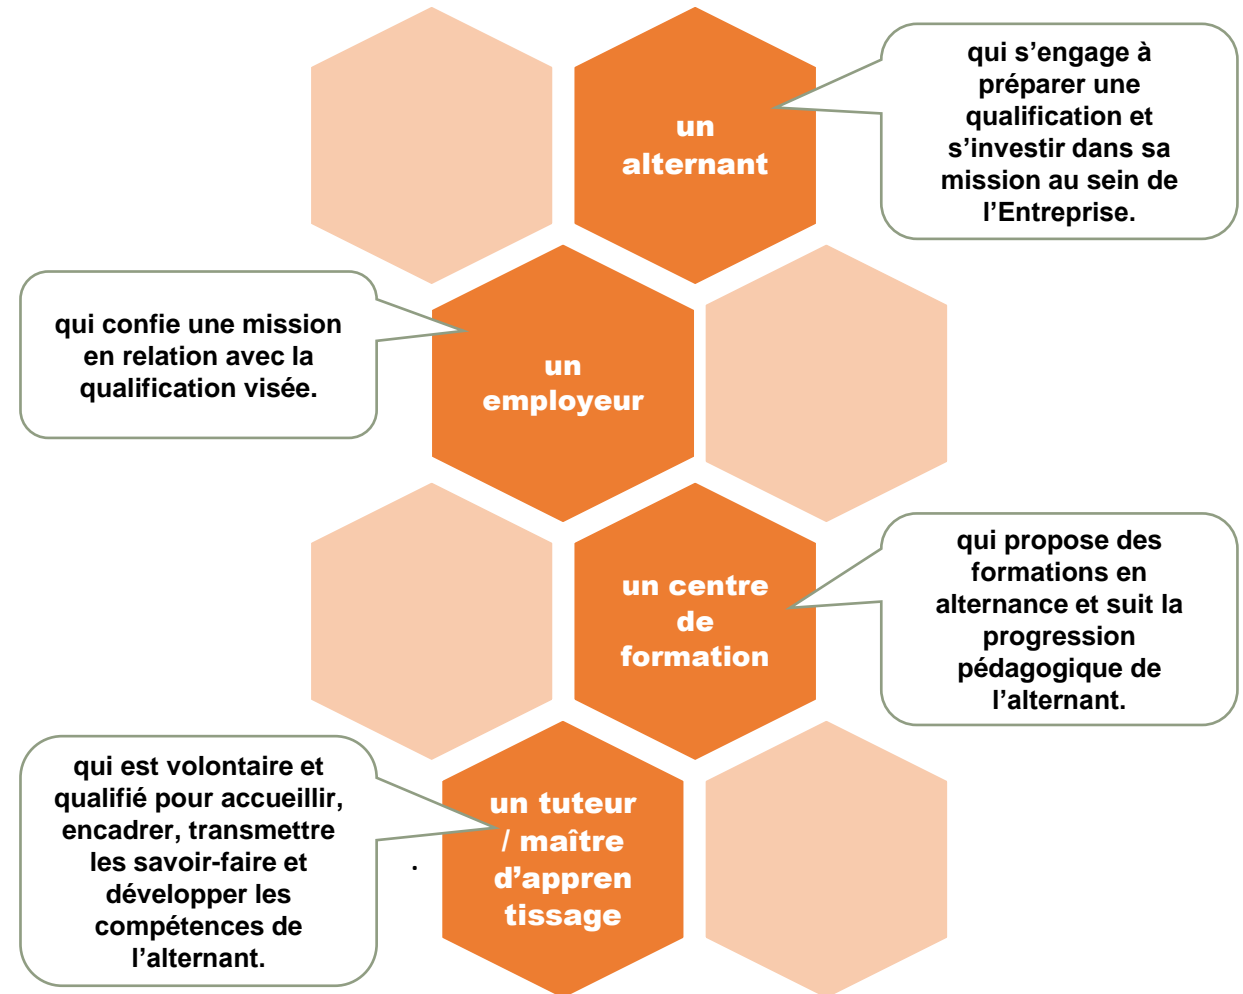 un
alternant
qui s’engage à
préparer une
qualification et
s’investir dans sa
mission au sein de
l’Entreprise.
qui confie une mission
en relation avec la
qualification visée.
un
employeur
un centre
de
formation
qui propose des
formations en
alternance et suit la
progression
pédagogique de
l’alternant.
qui est volontaire et
qualifié pour accueillir,
encadrer, transmettre
les savoir-faire et
développer les
compétences de
l’alternant.
.
un tuteur
/ maître
d’appren
tissage